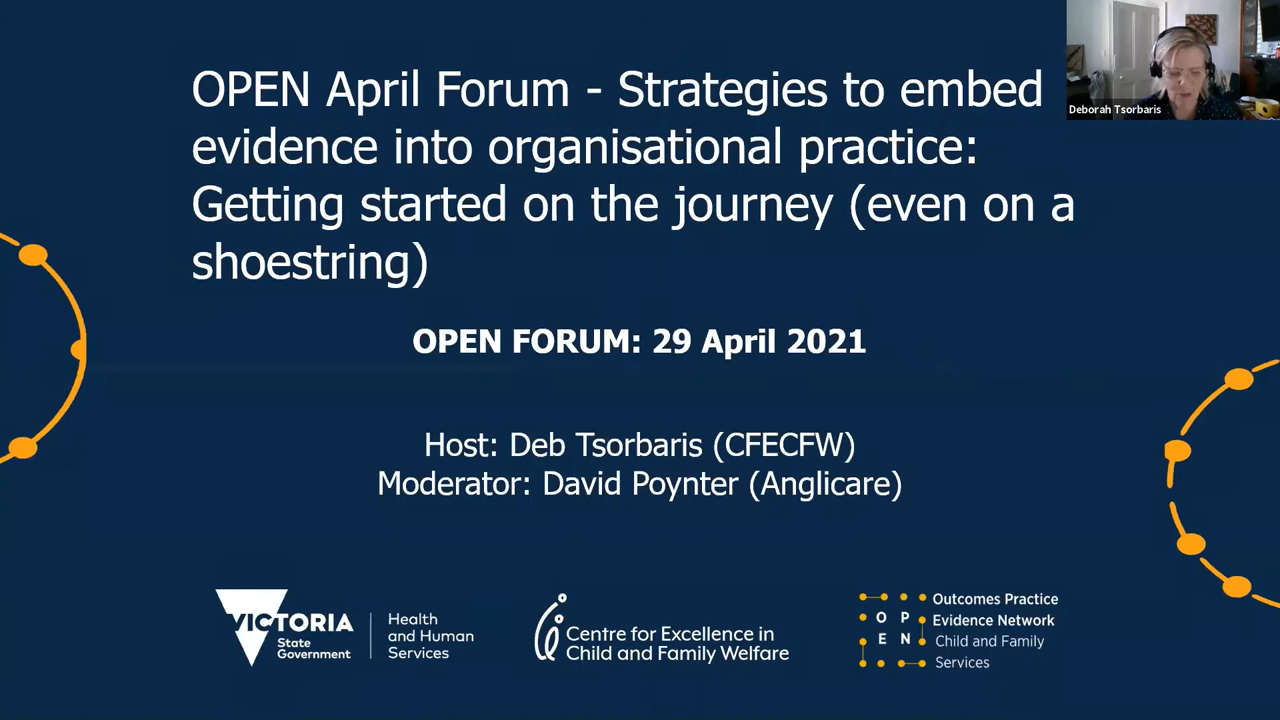 OPEN April Forum - Strategies to embed
evidence into organisational practice:
Getting started on the journey (even on a
shoestring)
Deborah Tsorbaris
OPEN FORUM: 29 April 2021
Host: Deb Tsorbaris (CFECFW)
Moderator: David Poynter (Anglicare)
VICTORIA
State
Government
Health
and Human
Services
Centre for Excellence in
Child and Family Welfare
O P
E N
Outcomes Practice
Evidence Network
Child and Family
Services